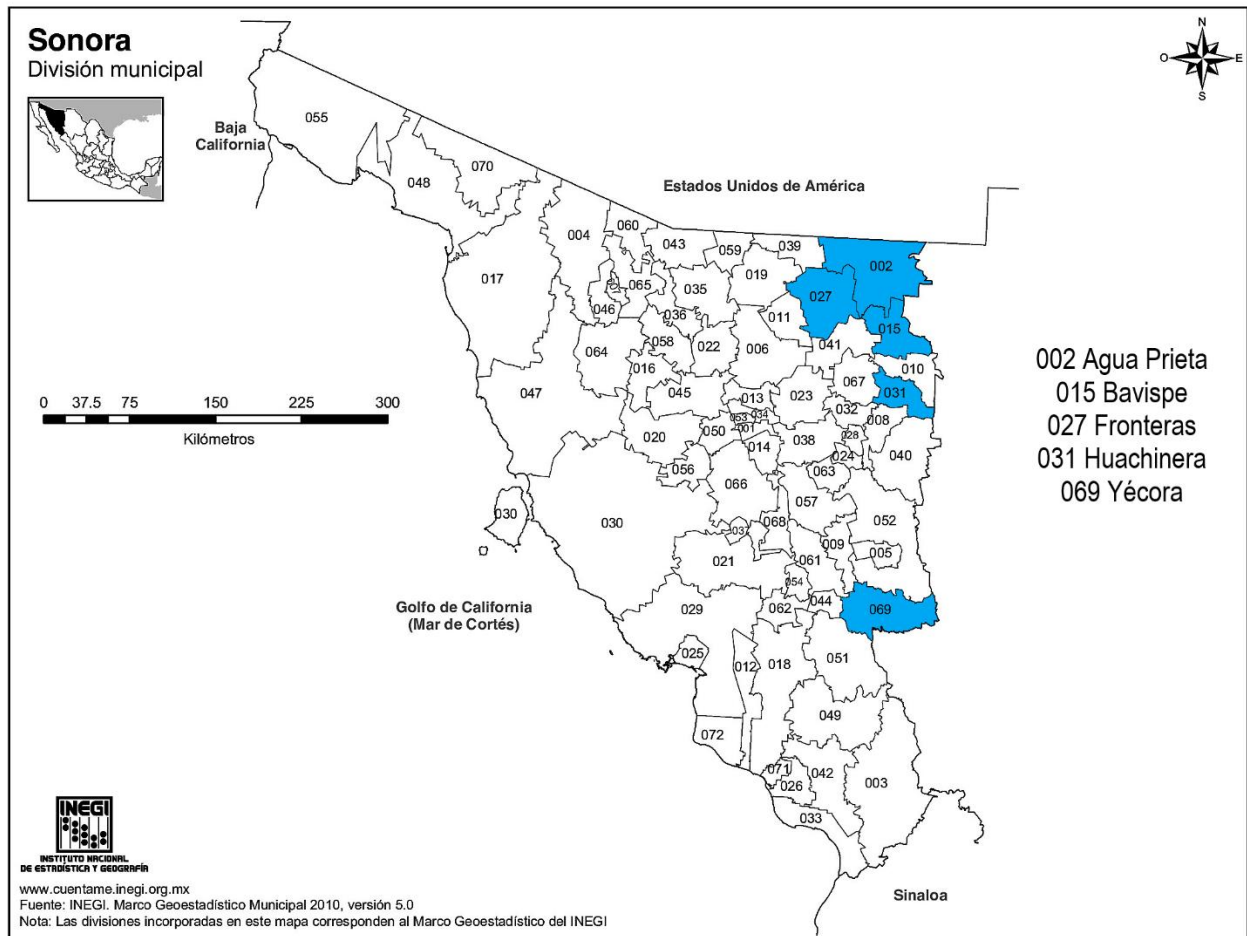 Sonora
División municipal
N
O
E
S
Baja
California
Estados Unidos de América
055
070
048
004
060
043
059
039
002
017
065
035
019
027
046
036
011
015
064
058
022
006
041
010
016
047
045
013
023
067
031
053
034
032
008
001
020
050
014
038
028
024
040
056
066
063
057
030
030
037
068
052
009
005
021
061
054
029
062
044
069
025
012
018
051
049
072
071
042
026
003
033
002 Agua Prieta
015 Bavispe
027 Fronteras
031 Huachinera
069 Yécora
0 37.5 75 150 225 300
Kilómetros
Golfo de California
(Mar de Cortés)
Sinaloa
INEGI
INSTITUTO NACIONAL
DE ESTADÍSTICA Y GEOGRAFÍA
www.cuentame.inegi.org.mx
Fuente: INEGI. Marco Geoestadístico Municipal 2010, versión 5.0
Nota: Las divisiones incorporadas en este mapa corresponden al Marco Geoestadístico del INEGI